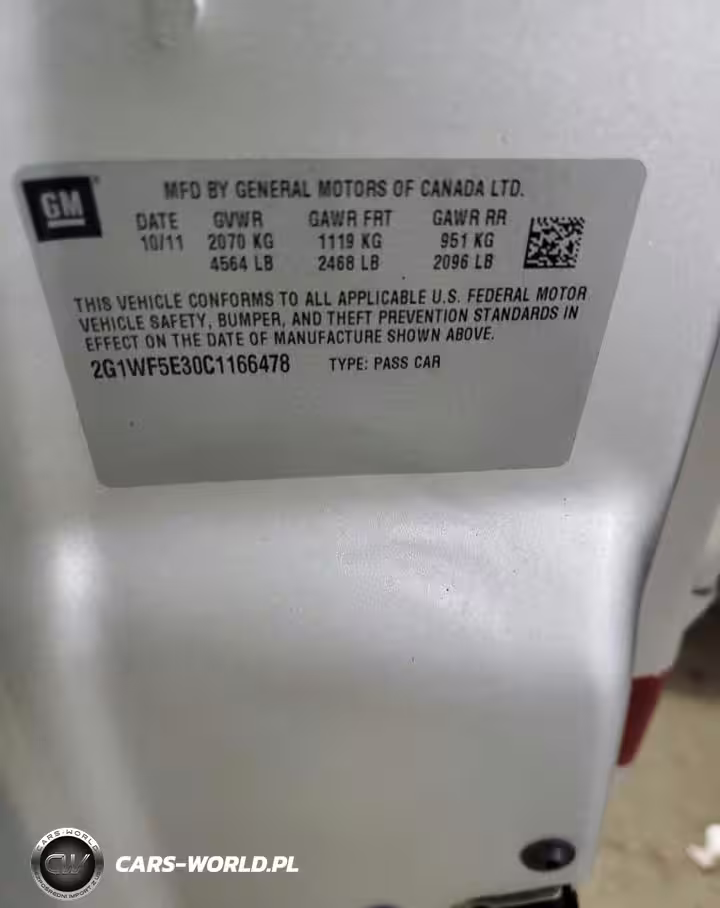 GM
MFD BY GENERAL MOTORS OF CANADA LTD.
DATE GVWR GAWR FRT GAWR RR
10/11 2070 KG 1119 KG 951 KG
4564 LB 2468 LB 2096 LB
THIS VEHICLE CONFORMS TO ALL APPLICABLE U.S. FEDERAL MOTOR
VEHICLE SAFETY, BUMPER, AND THEFT PREVENTION STANDARDS IN
EFFECT ON THE DATE OF MANUFACTURE SHOWN ABOVE.
2G1WF5E30C1166478 TYPE: PASS CAR
CARS-WORLD
CW
CARS-WORLD.PL